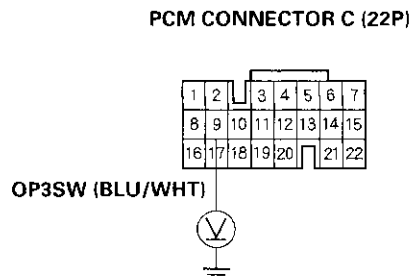 PCM CONNECTOR C (22P)
1 2 3 4 5 6 7
8 9 10 11 12 13 14 15
16 17 18 19 20 21 22
OP3SW (BLU/WHT)
V